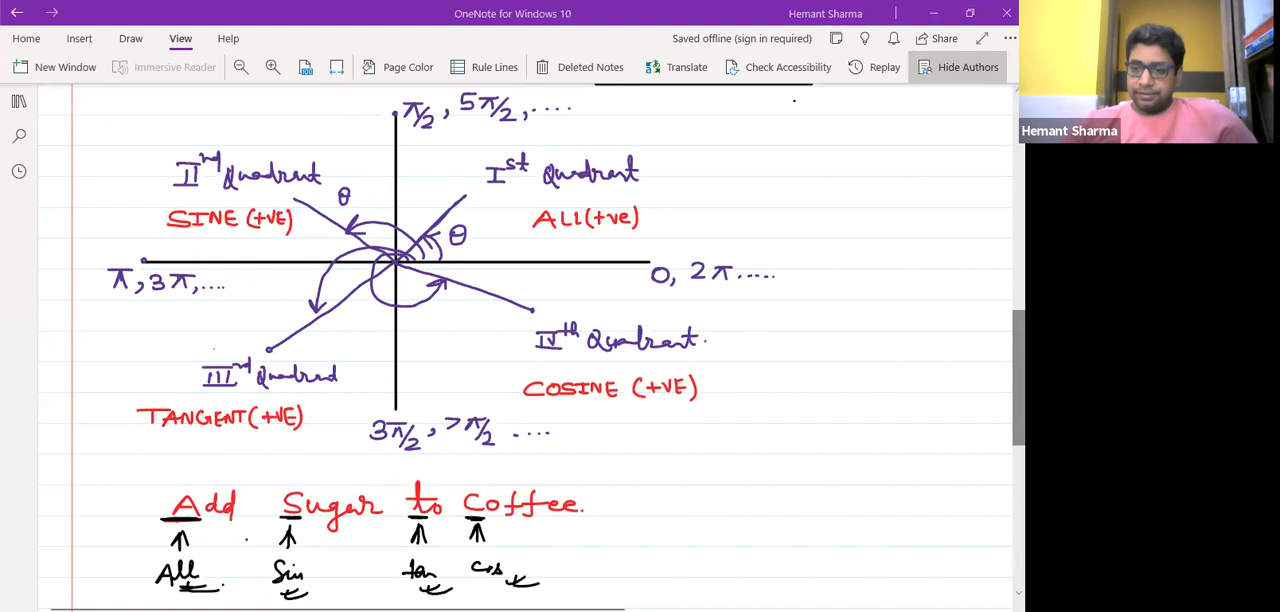 OneNote for Windows 10
Hemant Sharma
Home Insert Draw View Help
Saved offline (sign in required) Share
New Window Immersive Reader Page Color Rule Lines Deleted Notes Translate Check Accessibility Replay Hide Authors
Hemant Sharma
π/2, 5π/2, ....
IInd Quadrant
Ist Quadrant
θ
SINE (+VE)
ALL (+ve)
θ
π, 3π, ....
0, 2π .....
IVth Quadrant.
IIIrd Quadrad
COSINE (+VE)
TANGENT (+VE)
3π/2, 7π/2 ....
Add Sugar to Coffee.
All Sin tan cos